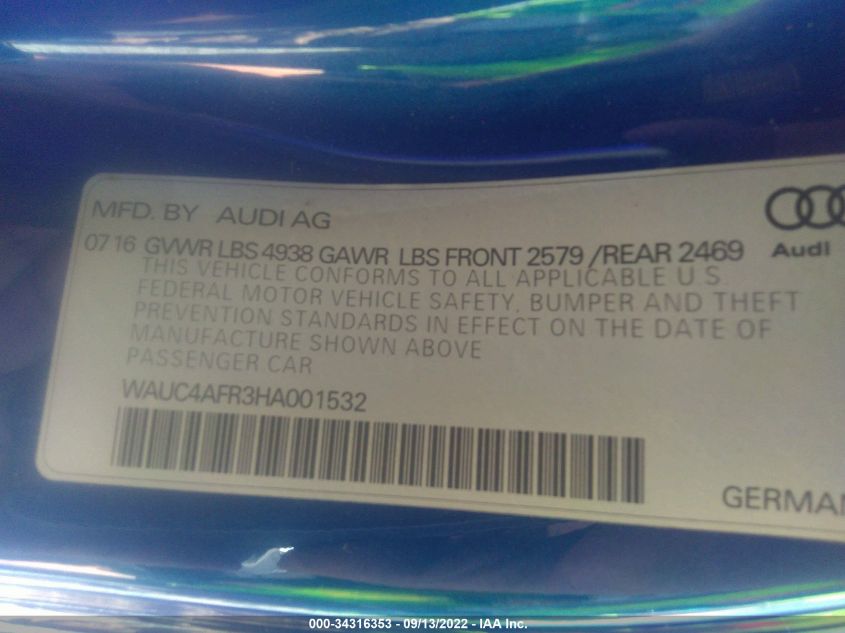 MFD. BY AUDI AG
0716 GVWR LBS 4938 GAWR LBS FRONT 2579 /REAR 2469
Audi
THIS VEHICLE CONFORMS TO ALL APPLICABLE U.S.
FEDERAL MOTOR VEHICLE SAFETY, BUMPER AND THEFT
PREVENTION STANDARDS IN EFFECT ON THE DATE OF
MANUFACTURE SHOWN ABOVE
PASSENGER CAR
WAUC4AFR3HA001532
GERMAN
000-34316353 - 09/13/2022 - IAA Inc.